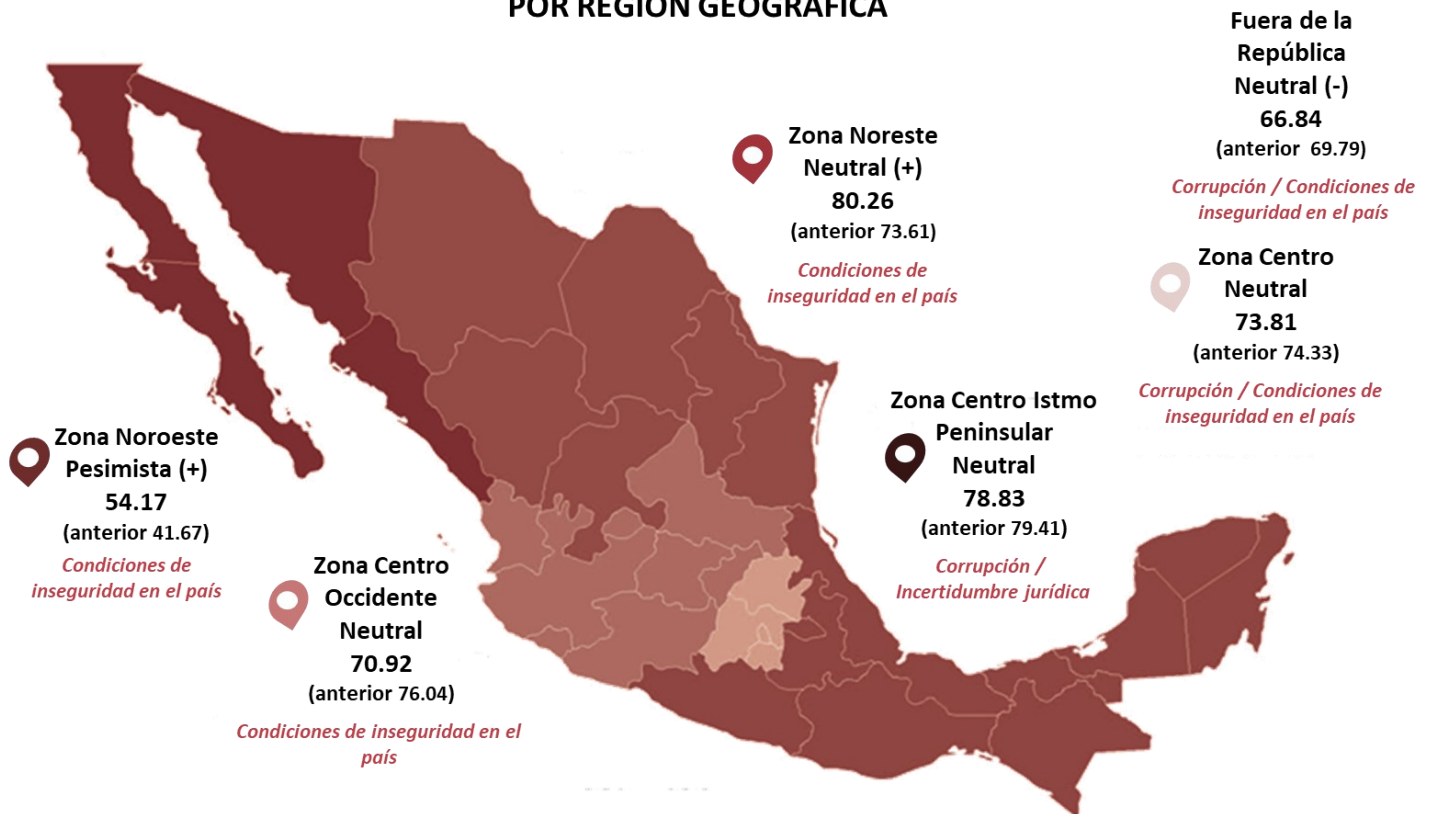 POR REGIÓN GEOGRÁFICA
Fuera de la
República
Neutral (-)
66.84
(anterior 69.79)
Corrupción / Condiciones de
inseguridad en el país
Zona Noreste
Neutral (+)
80.26
(anterior 73.61)
Condiciones de
inseguridad en el país
Zona Centro
Neutral
73.81
(anterior 74.33)
Corrupción / Condiciones de
inseguridad en el país
Zona Centro Istmo
Peninsular
Neutral
78.83
(anterior 79.41)
Corrupción /
Incertidumbre jurídica
Zona Noroeste
Pesimista (+)
54.17
(anterior 41.67)
Condiciones de
inseguridad en el país
Zona Centro
Occidente
Neutral
70.92
(anterior 76.04)
Condiciones de inseguridad en el
país